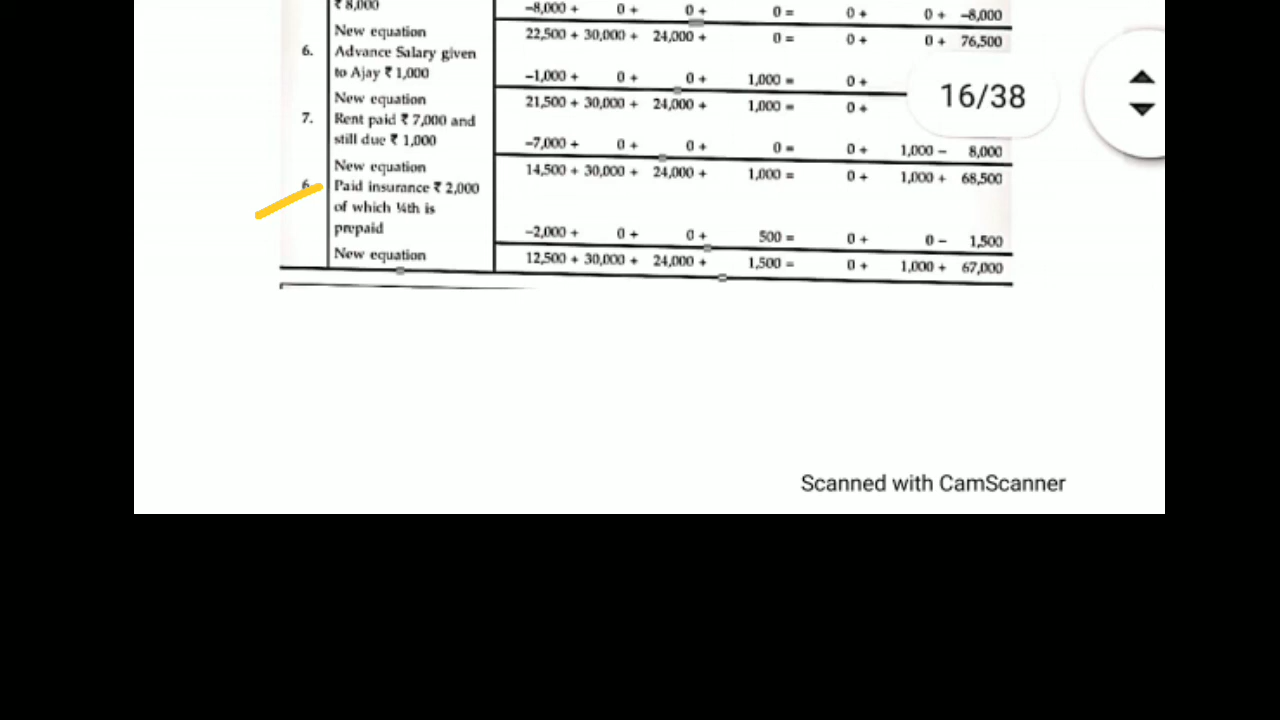 ₹ 8,000 -8,000 + 0 + 0 + 0 = 0 + 0 + -8,000
New equation 22,500 + 30,000 + 24,000 + 0 = 0 + 0 + 76,500
6. Advance Salary given
to Ajay ₹ 1,000 -1,000 + 0 + 0 + 1,000 = 0 +
New equation 21,500 + 30,000 + 24,000 + 1,000 = 0 +
16/38
7. Rent paid ₹ 7,000 and
still due ₹ 1,000 -7,000 + 0 + 0 + 0 = 0 + 1,000 - 8,000
New equation 14,500 + 30,000 + 24,000 + 1,000 = 0 + 1,000 + 68,500
Paid insurance ₹ 2,000
of which ¼th is
prepaid -2,000 + 0 + 0 + 500 = 0 + 0 - 1,500
New equation 12,500 + 30,000 + 24,000 + 1,500 = 0 + 1,000 + 67,000
Scanned with CamScanner